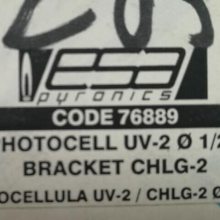 esa
pyronics
CODE 76889
HOTOCELL UV-2 Ø 1/2
BRACKET CHLG-2
OCELLULA UV-2 / CHLG-2 Ø